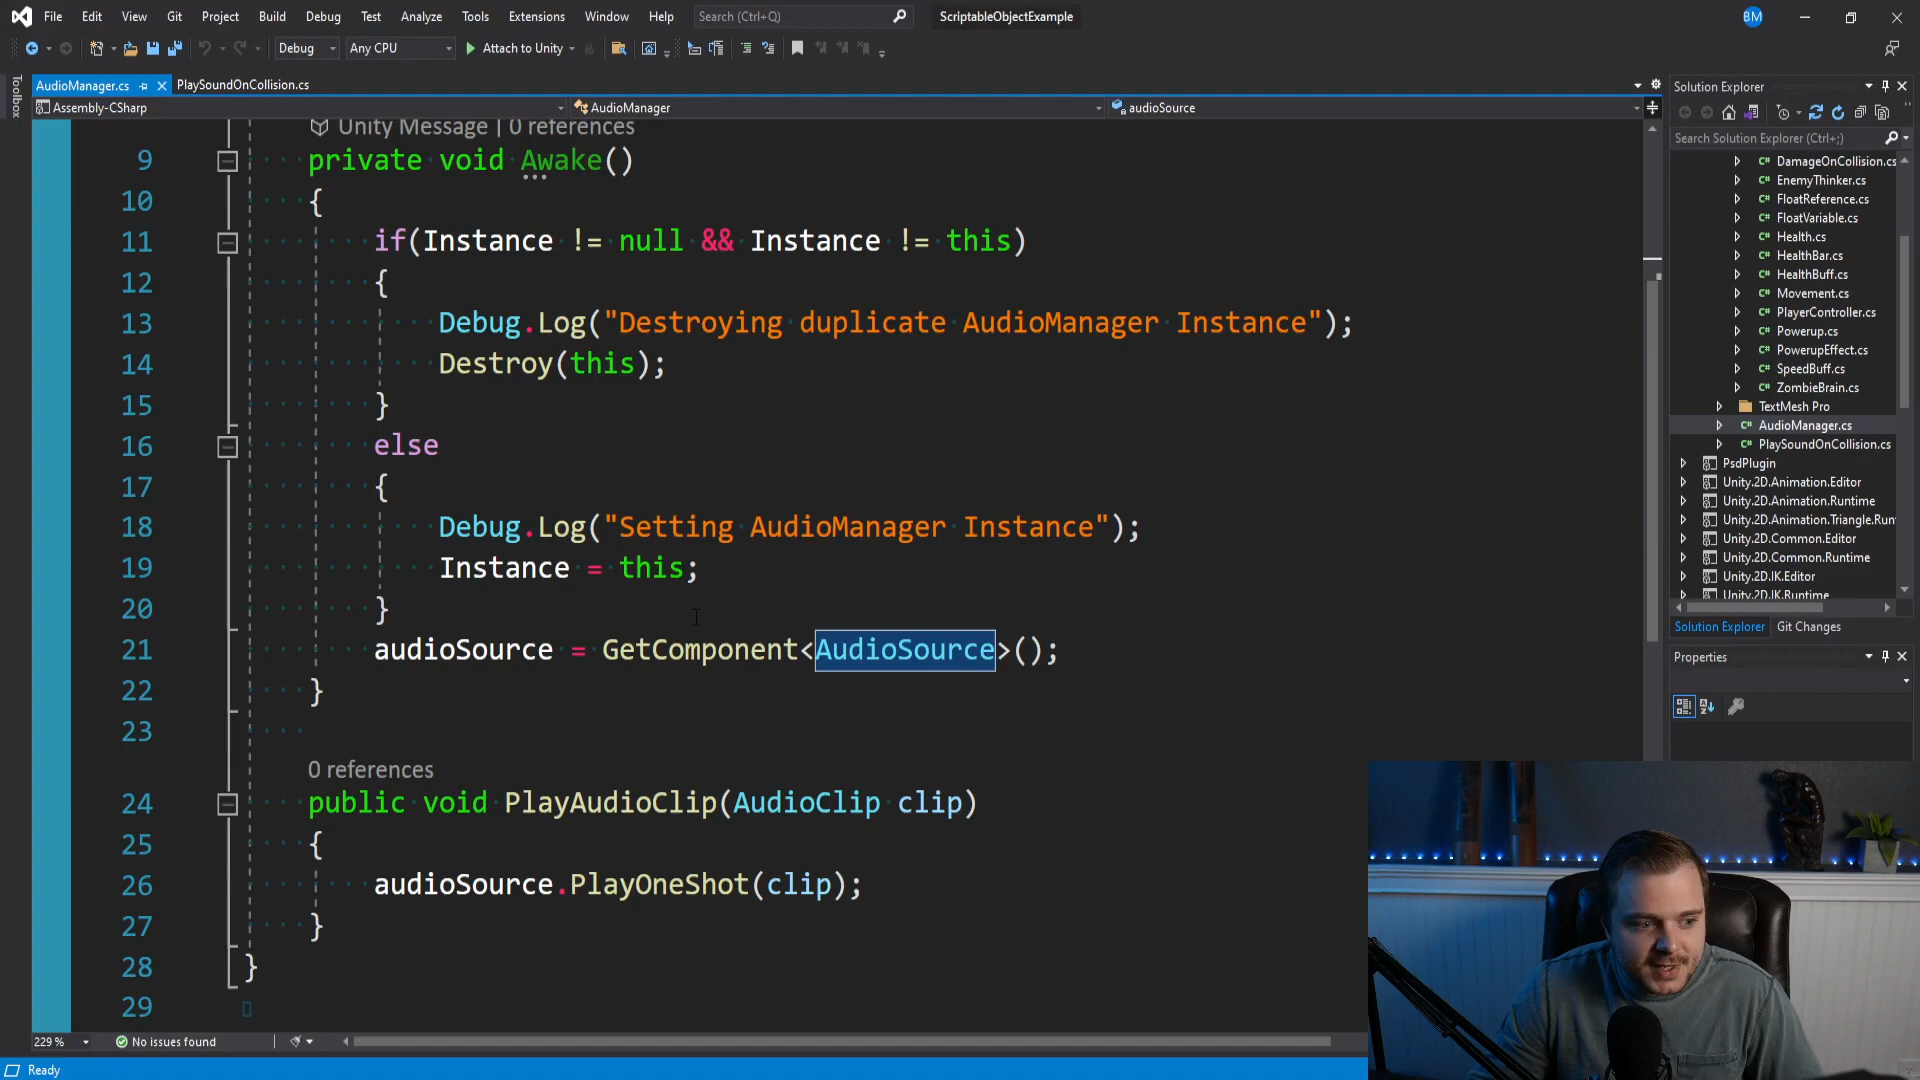 File Edit View Git Project Build Debug Test Analyze Tools Extensions Window Help Search (Ctrl+Q) ScriptableObjectExample BM
Debug Any CPU Attach to Unity
AudioManager.cs PlaySoundOnCollision.cs
Assembly-CSharp AudioManager audioSource
Toolbox
Unity Message | 0 references
9 private void Awake()
10 {
11 if(Instance != null && Instance != this)
12 {
13 Debug.Log("Destroying duplicate AudioManager Instance");
14 Destroy(this);
15 }
16 else
17 {
18 Debug.Log("Setting AudioManager Instance");
19 Instance = this;
20 }
21 audioSource = GetComponent<AudioSource>();
22 }
23
0 references
24 public void PlayAudioClip(AudioClip clip)
25 {
26 audioSource.PlayOneShot(clip);
27 }
28 }
29
229 % No issues found
Ready
Solution Explorer
Search Solution Explorer (Ctrl+;)
DamageOnCollision.cs
EnemyThinker.cs
FloatReference.cs
FloatVariable.cs
Health.cs
HealthBar.cs
HealthBuff.cs
Movement.cs
PlayerController.cs
Powerup.cs
PowerupEffect.cs
SpeedBuff.cs
ZombieBrain.cs
TextMesh Pro
AudioManager.cs
PlaySoundOnCollision.cs
PsdPlugin
Unity.2D.Animation.Editor
Unity.2D.Animation.Runtime
Unity.2D.Animation.Triangle.Run
Unity.2D.Common.Editor
Unity.2D.Common.Runtime
Unity.2D.IK.Editor
Unity.2D.IK.Runtime
Solution Explorer Git Changes
Properties